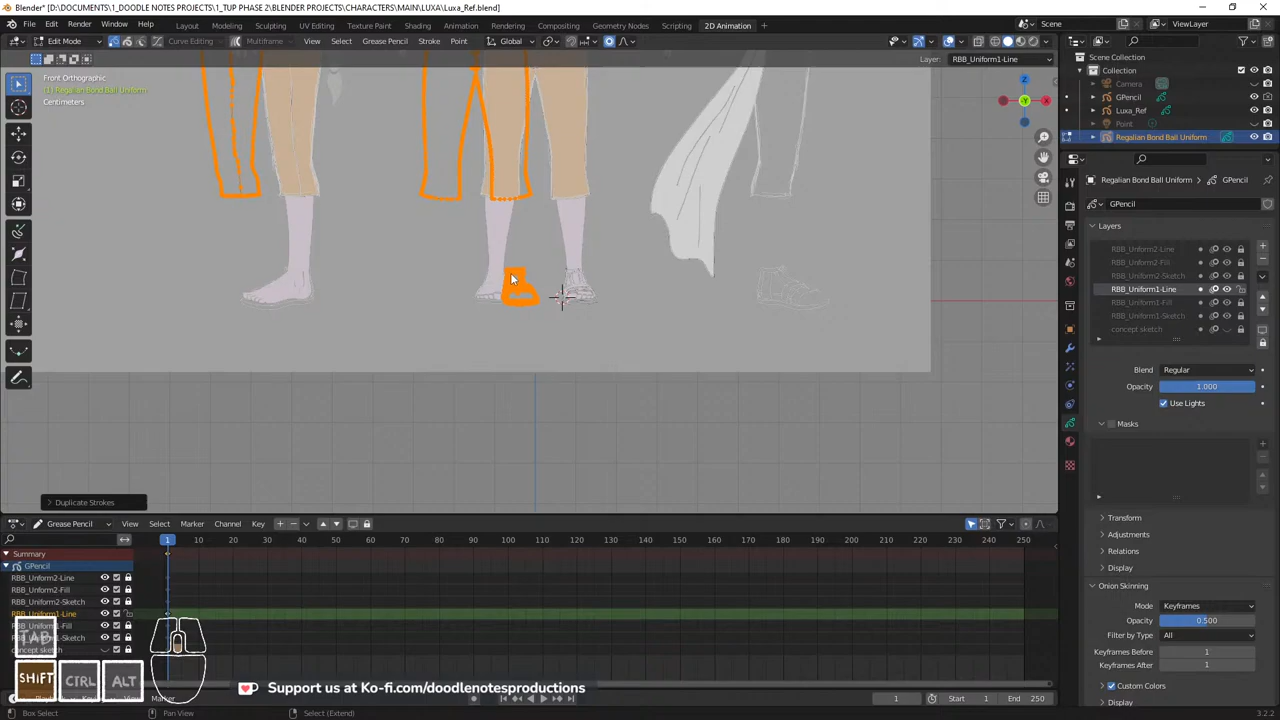 Blender* [D:\DOCUMENTS\1_DOODLE NOTES PROJECTS\1_TUP PHASE 2\BLENDER PROJECTS\CHARACTERS\MAIN\LUXA\Luxa_Ref.blend]
File Edit Render Window Help Layout Modeling Sculpting UV Editing Texture Paint Shading Animation Rendering Compositing Geometry Nodes Scripting 2D Animation Scene ViewLayer
Edit Mode Curve Editing Multiframe View Select Grease Pencil Stroke Point Global
Layer: RBB_Uniform1-Line
Front Orthographic
(1) Regalian Bond Ball Uniform
Centimeters
Z
-Y
X
Duplicate Strokes
Scene Collection
Collection
Camera
GPencil
Luxa_Ref
Point
Regalian Bond Ball Uniform
Regalian Bond Ball Uniform GPencil
GPencil
Layers
RBB_Uniform2-Line
RBB_Uniform2-Fill
RBB_Uniform2-Sketch
RBB_Uniform1-Line
RBB_Uniform1-Fill
RBB_Uniform1-Sketch
concept sketch
Blend Regular
Opacity 1.000
Use Lights
Masks
Transform
Adjustments
Relations
Display
Onion Skinning
Mode Keyframes
Opacity 0.500
Filter by Type All
Keyframes Before 1
Keyframes After 1
Custom Colors
Display
Grease Pencil View Select Marker Channel Key
1 10 20 30 40 50 60 70 80 90 100 110 120 130 140 150 160 170 180 190 200 210 220 230 240 250
Summary
GPencil
RBB_Uniform2-Line
RBB_Uniform2-Fill
RBB_Uniform2-Sketch
RBB_Uniform1-Line
concept sketch
TAB
SHIFT CTRL ALT
Support us at Ko-fi.com/doodlenotesproductions
1 Start 1 End 250
Box Select Pan View Select (Extend) 3.2.2